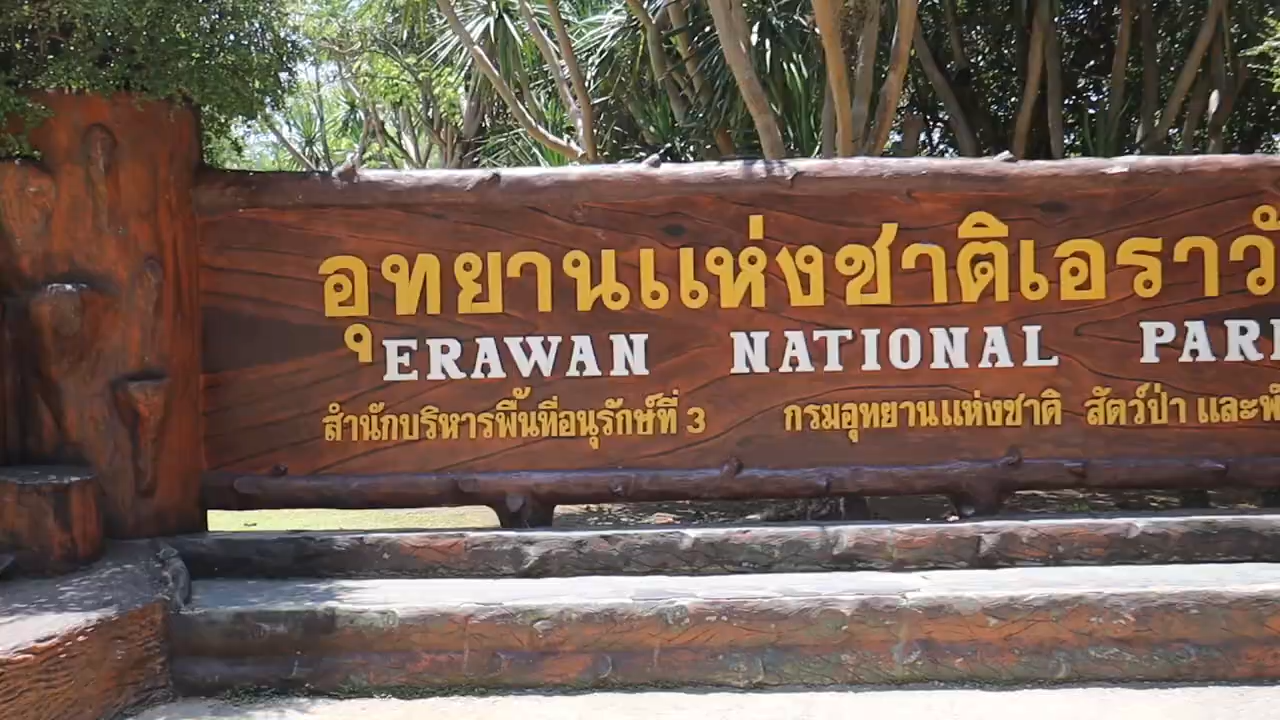 อุทยานแห่งชาติเอราวั
ERAWAN NATIONAL PARK
สำนักบริหารพื้นที่อนุรักษ์ที่ 3 กรมอุทยานแห่งชาติ สัตว์ป่า และพั